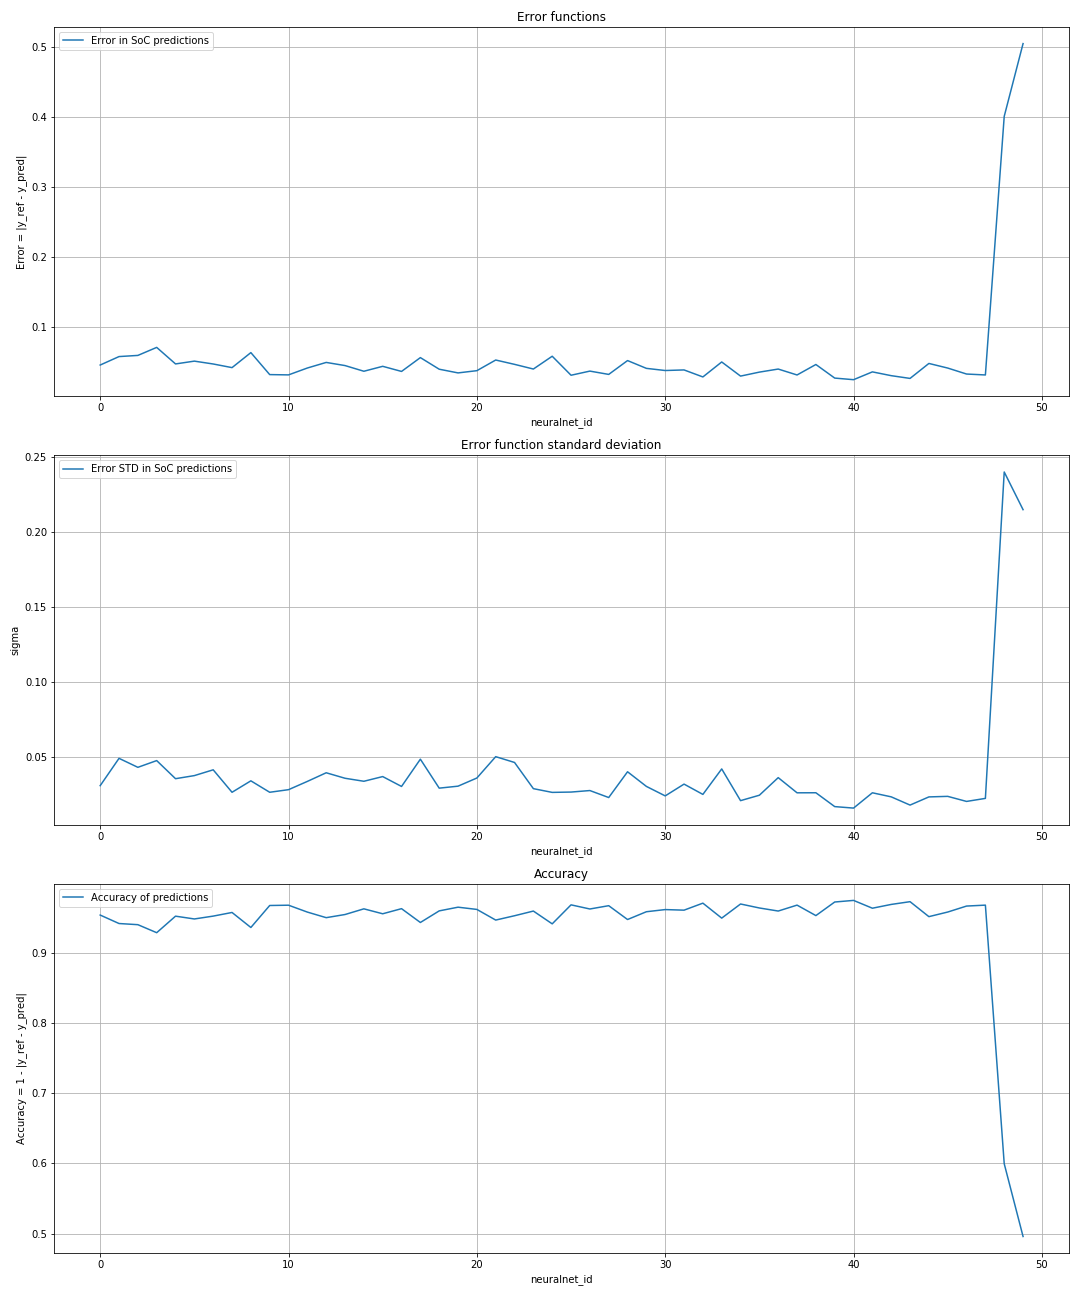 Error functions
Error in SoC predictions
0.5
0.4
0.3
0.2
0.1
Error = |y_ref - y_pred|
0 10 20 30 40 50
neuralnet_id
Error function standard deviation
Error STD in SoC predictions
0.25
0.20
0.15
0.10
0.05
sigma
0 10 20 30 40 50
neuralnet_id
Accuracy
Accuracy of predictions
0.9
0.8
0.7
0.6
0.5
Accuracy = 1 - |y_ref - y_pred|
0 10 20 30 40 50
neuralnet_id